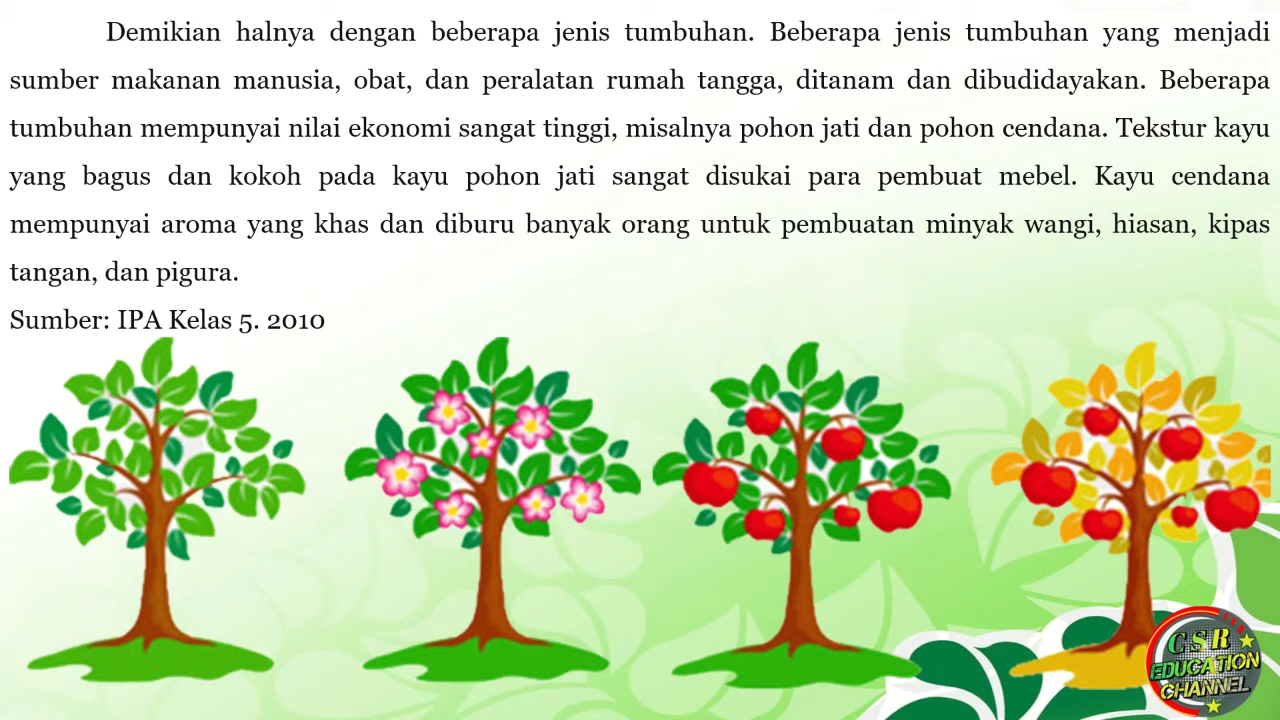 Demikian halnya dengan beberapa jenis tumbuhan. Beberapa jenis tumbuhan yang menjadi
sumber makanan manusia, obat, dan peralatan rumah tangga, ditanam dan dibudidayakan. Beberapa
tumbuhan mempunyai nilai ekonomi sangat tinggi, misalnya pohon jati dan pohon cendana. Tekstur kayu
yang bagus dan kokoh pada kayu pohon jati sangat disukai para pembuat mebel. Kayu cendana
mempunyai aroma yang khas dan diburu banyak orang untuk pembuatan minyak wangi, hiasan, kipas
tangan, dan pigura.
Sumber: IPA Kelas 5. 2010
CSR
EDUCATION
CHANNEL